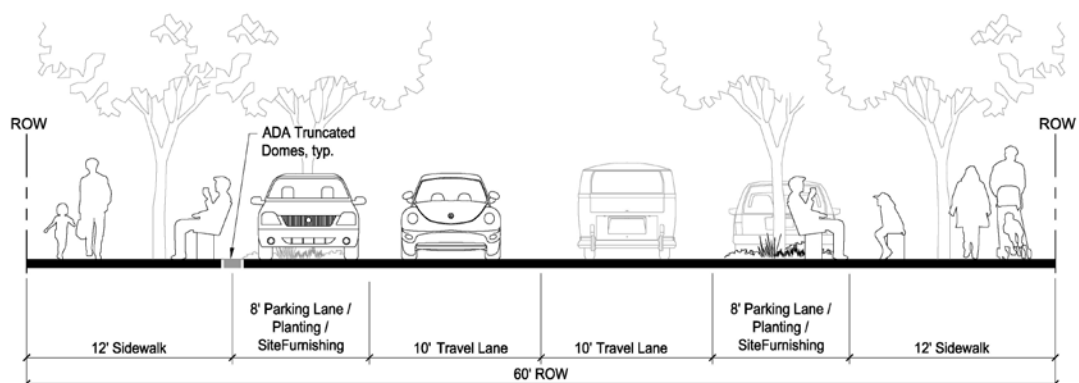 ROW
ROW
ADA Truncated
Domes, typ.
8' Parking Lane /
Planting /
SiteFurnishing
8' Parking Lane /
Planting /
SiteFurnishing
12' Sidewalk
10' Travel Lane
10' Travel Lane
12' Sidewalk
60' ROW